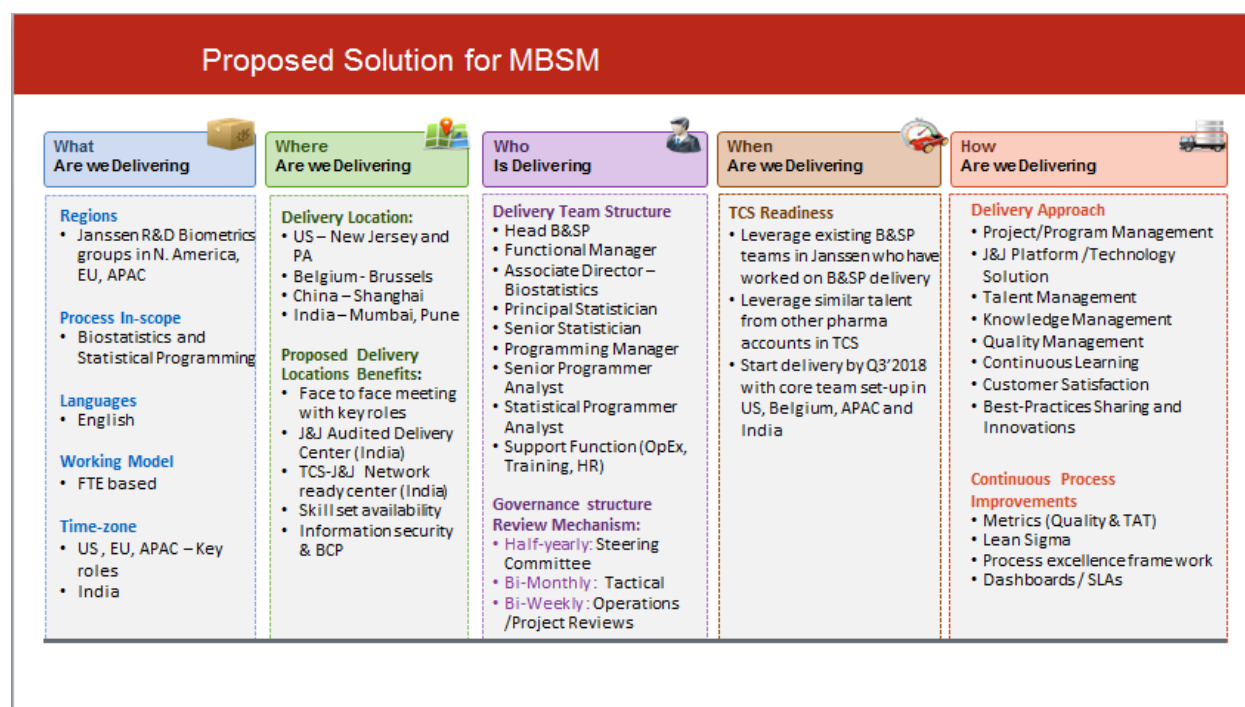 Proposed Solution for MBSM
What
Are we Delivering
Regions
• Janssen R&D Biometrics
groups in N. America,
EU, APAC
Process In-scope
• Biostatistics and
Statistical Programming
Languages
• English
Working Model
• FTE based
Time-zone
• US , EU, APAC – Key
roles
• India
Where
Are we Delivering
Delivery Location:
• US – New Jersey and
PA
• Belgium - Brussels
• China – Shanghai
• India – Mumbai, Pune
Proposed Delivery
Locations Benefits:
• Face to face meeting
with key roles
• J&J Audited Delivery
Center (India)
• TCS-J&J Network
ready center (India)
• Skill set availability
• Information security
& BCP
Who
Is Delivering
Delivery Team Structure
• Head B&SP
• Functional Manager
• Associate Director –
Biostatistics
• Principal Statistician
• Senior Statistician
• Programming Manager
• Senior Programmer
Analyst
• Statistical Programmer
Analyst
• Support Function (OpEx,
Training, HR)
Governance structure
Review Mechanism:
• Half-yearly: Steering
Committee
• Bi-Monthly : Tactical
• Bi-Weekly : Operations
/Project Reviews
When
Are we Delivering
TCS Readiness
• Leverage existing B&SP
teams in Janssen who have
worked on B&SP delivery
• Leverage similar talent
from other pharma
accounts in TCS
• Start delivery by Q3'2018
with core team set-up in
US, Belgium, APAC and
India
How
Are we Delivering
Delivery Approach
• Project/Program Management
• J&J Platform /Technology
Solution
• Talent Management
• Knowledge Management
• Quality Management
• Continuous Learning
• Customer Satisfaction
• Best-Practices Sharing and
Innovations
Continuous Process
Improvements
• Metrics (Quality & TAT)
• Lean Sigma
• Process excellence framework
• Dashboards / SLAs